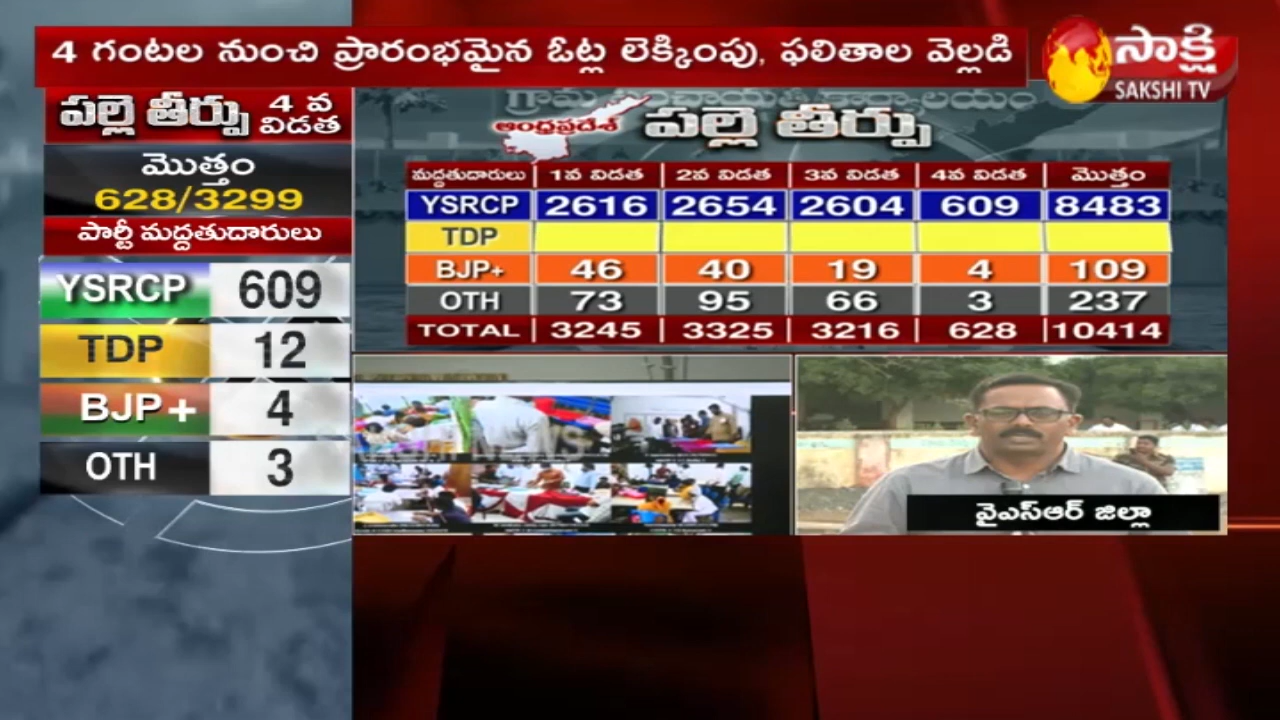 4 గంటల నుంచి ప్రారంభమైన ఓట్ల లెక్కింపు, ఫలితాల వెల్లడి
సాక్షి
SAKSHI TV
పల్లె తీర్పు 4 వ విడత
మొత్తం
628/3299
పార్టీ మద్దతుదారులు
YSRCP 609
TDP 12
BJP+ 4
OTH 3
గ్రామ పంచాయతీ కార్యాలయం
ఆంధ్రప్రదేశ్ పల్లె తీర్పు
మద్దతుదారులు 1వ విడత 2వ విడత 3వ విడత 4వ విడత మొత్తం
YSRCP 2616 2654 2604 609 8483
TDP
BJP+ 46 40 19 4 109
OTH 73 95 66 3 237
TOTAL 3245 3325 3216 628 10414
వైఎస్ఆర్ జిల్లా